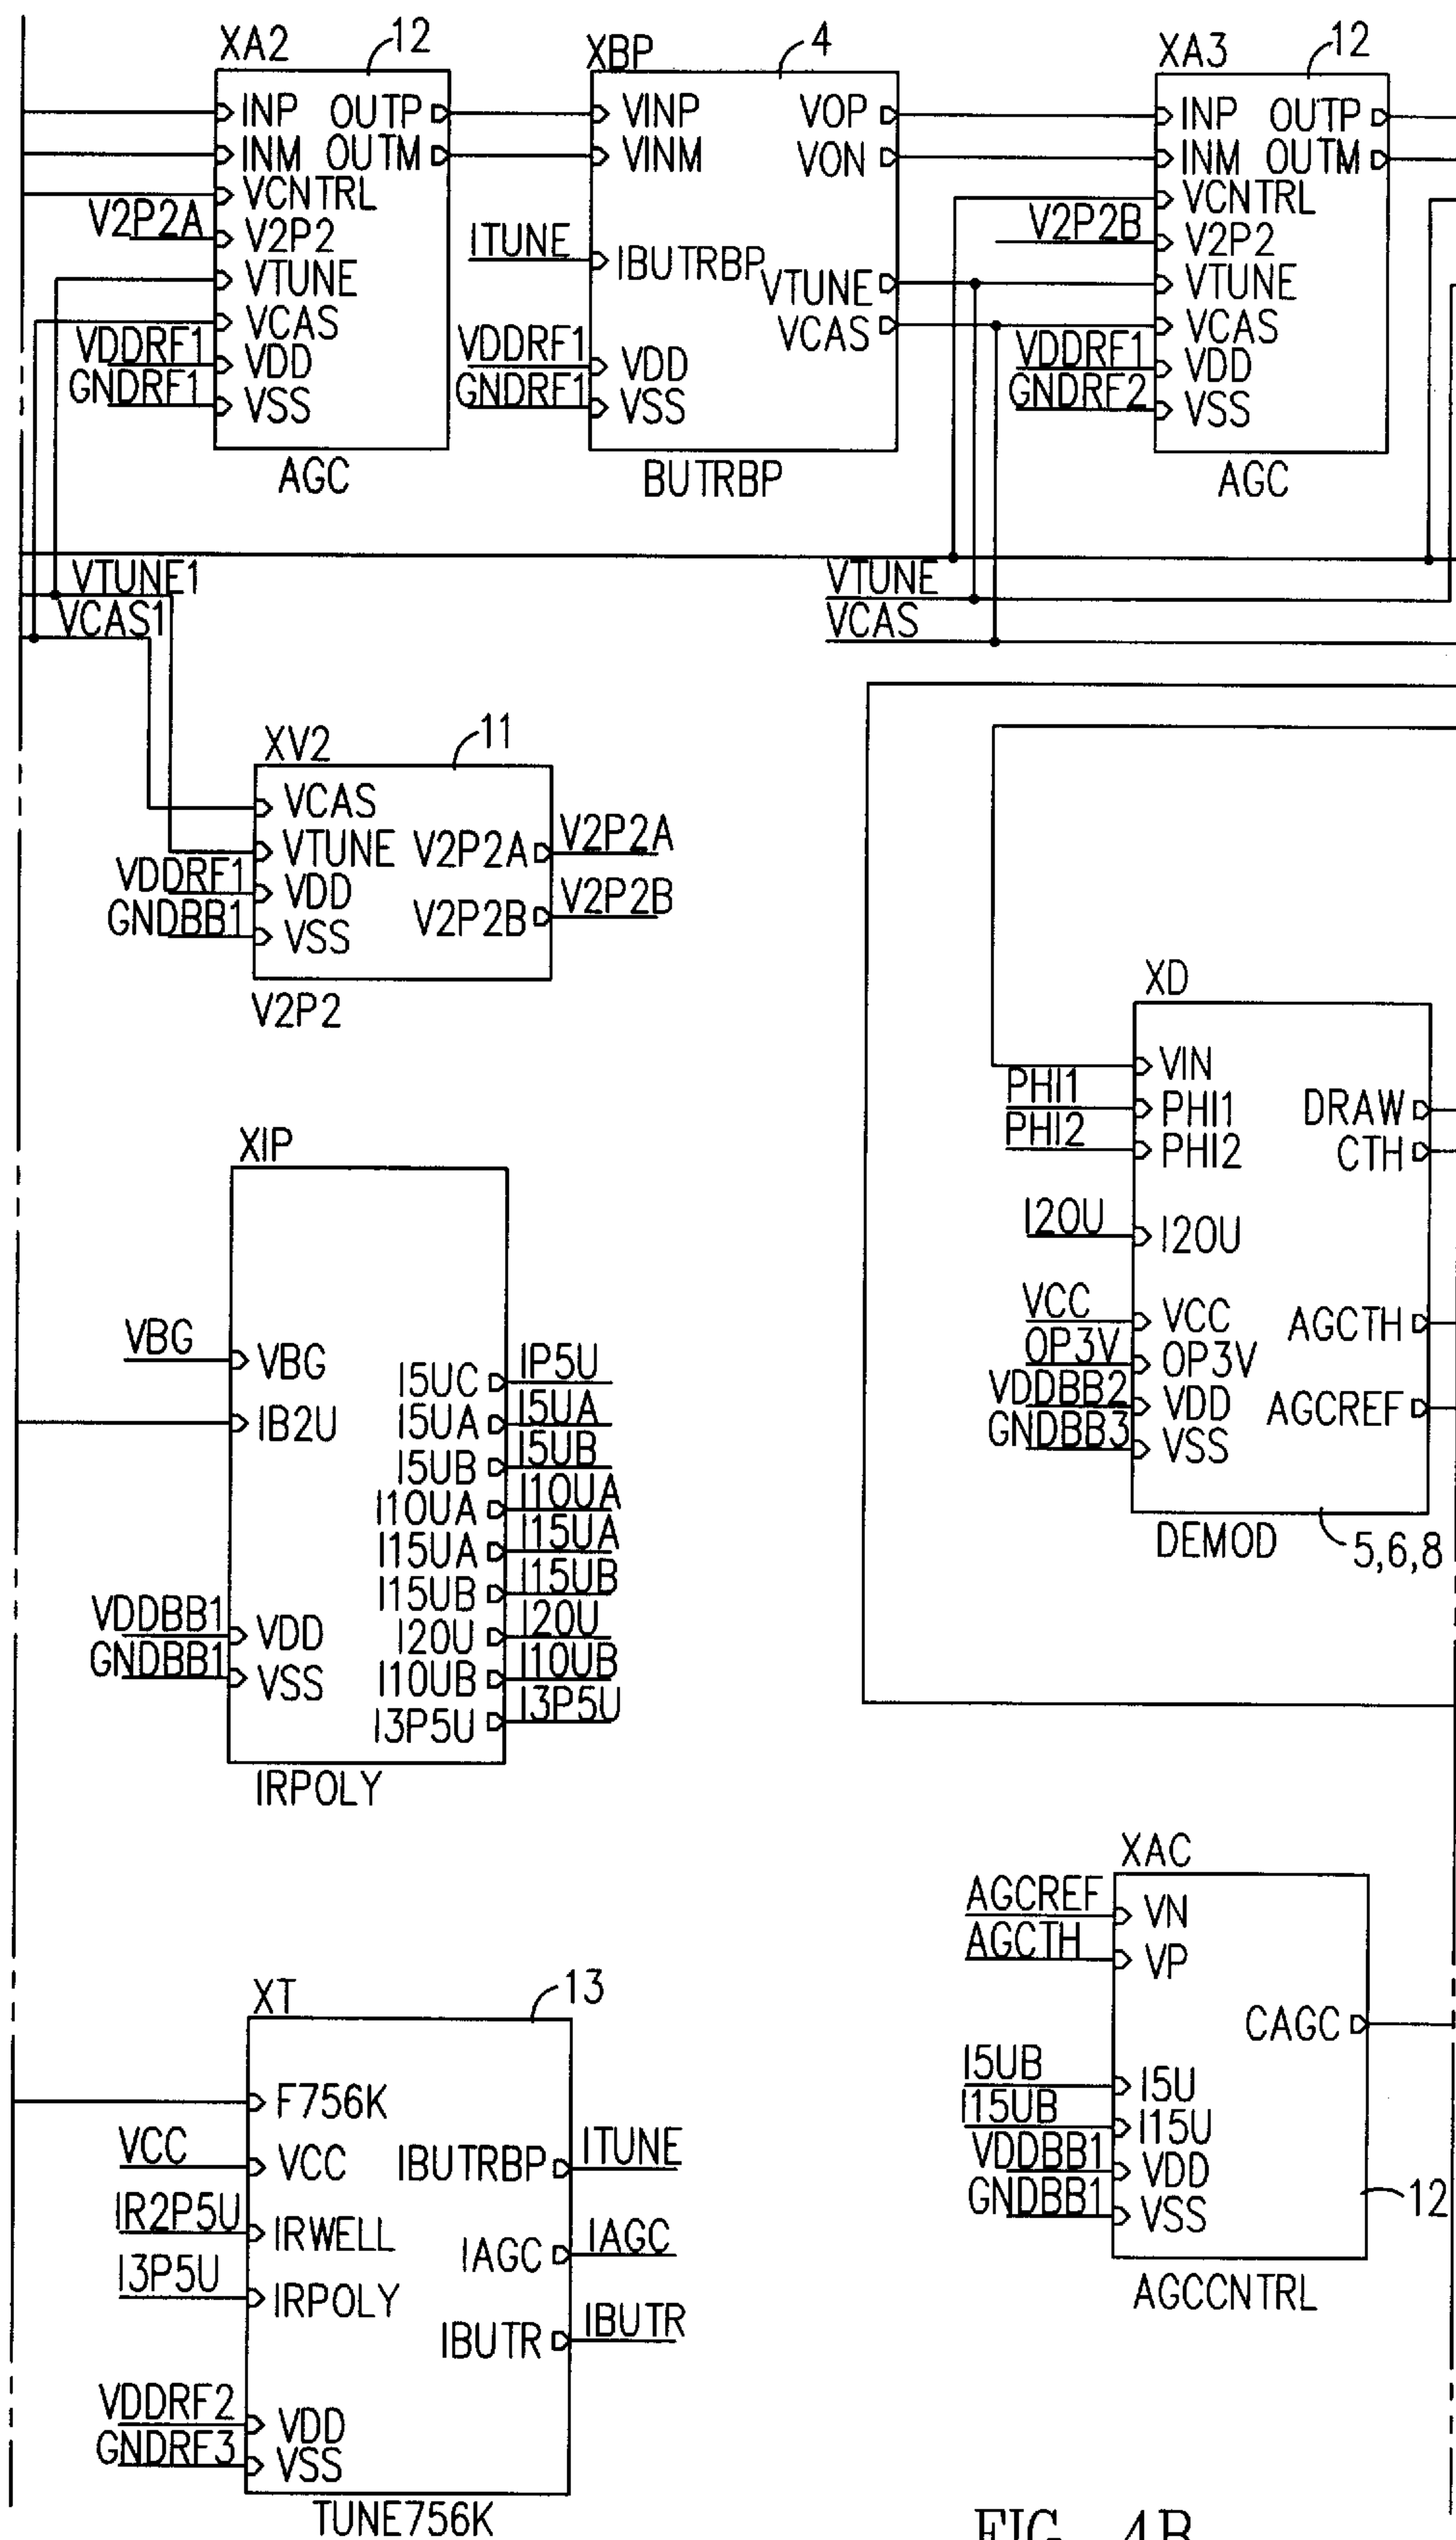 XA2
12
INP OUTP
INM OUTM
VCNTRL
V2P2A
V2P2
VTUNE
VCAS
VDDRF1
VDD
GNDRF1
VSS
AGC
XBP
4
VINP VOP
VINM VON
ITUNE
IBUTRBP
VTUNE
VCAS
VDDRF1
VDD
GNDRF1
VSS
BUTRBP
XA3
12
INP OUTP
INM OUTM
VCNTRL
V2P2B
V2P2
VTUNE
VCAS
VDDRF1
VDD
GNDRF2
VSS
AGC
VTUNE1
VCAS1
VTUNE
VCAS
XV2
11
VCAS
VTUNE V2P2A V2P2A
VDDRF1
VDD
GNDBB1
VSS
V2P2B V2P2B
V2P2
XD
VIN
PHI1
PHI1 DRAW
PHI2
PHI2 CTH
I20U
I20U
VCC
VCC AGCTH
OP3V
OP3V
VDDBB2
VDD AGCREF
GNDBB3
VSS
DEMOD
5,6,8
XIP
VBG
VBG
IB2U
I5UC IP5U
I5UA I5UA
I5UB I5UB
I10UA I10UA
I15UA I15UA
I15UB I15UB
VDDBB1
VDD
I20U I20U
GNDBB1
VSS
I10UB I10UB
I3P5U I3P5U
IRPOLY
XAC
AGCREF
VN
AGCTH
VP
CAGC
I5UB
I5U
I15UB
I15U
VDDBB1
VDD
GNDBB1
VSS
12
AGCCNTRL
XT
13
F756K
VCC
VCC
IBUTRBP ITUNE
IR2P5U
IRWELL
IAGC IAGC
I3P5U
IRPOLY
IBUTR IBUTR
VDDRF2
VDD
GNDRF3
VSS
TUNE756K
FIG. 4B